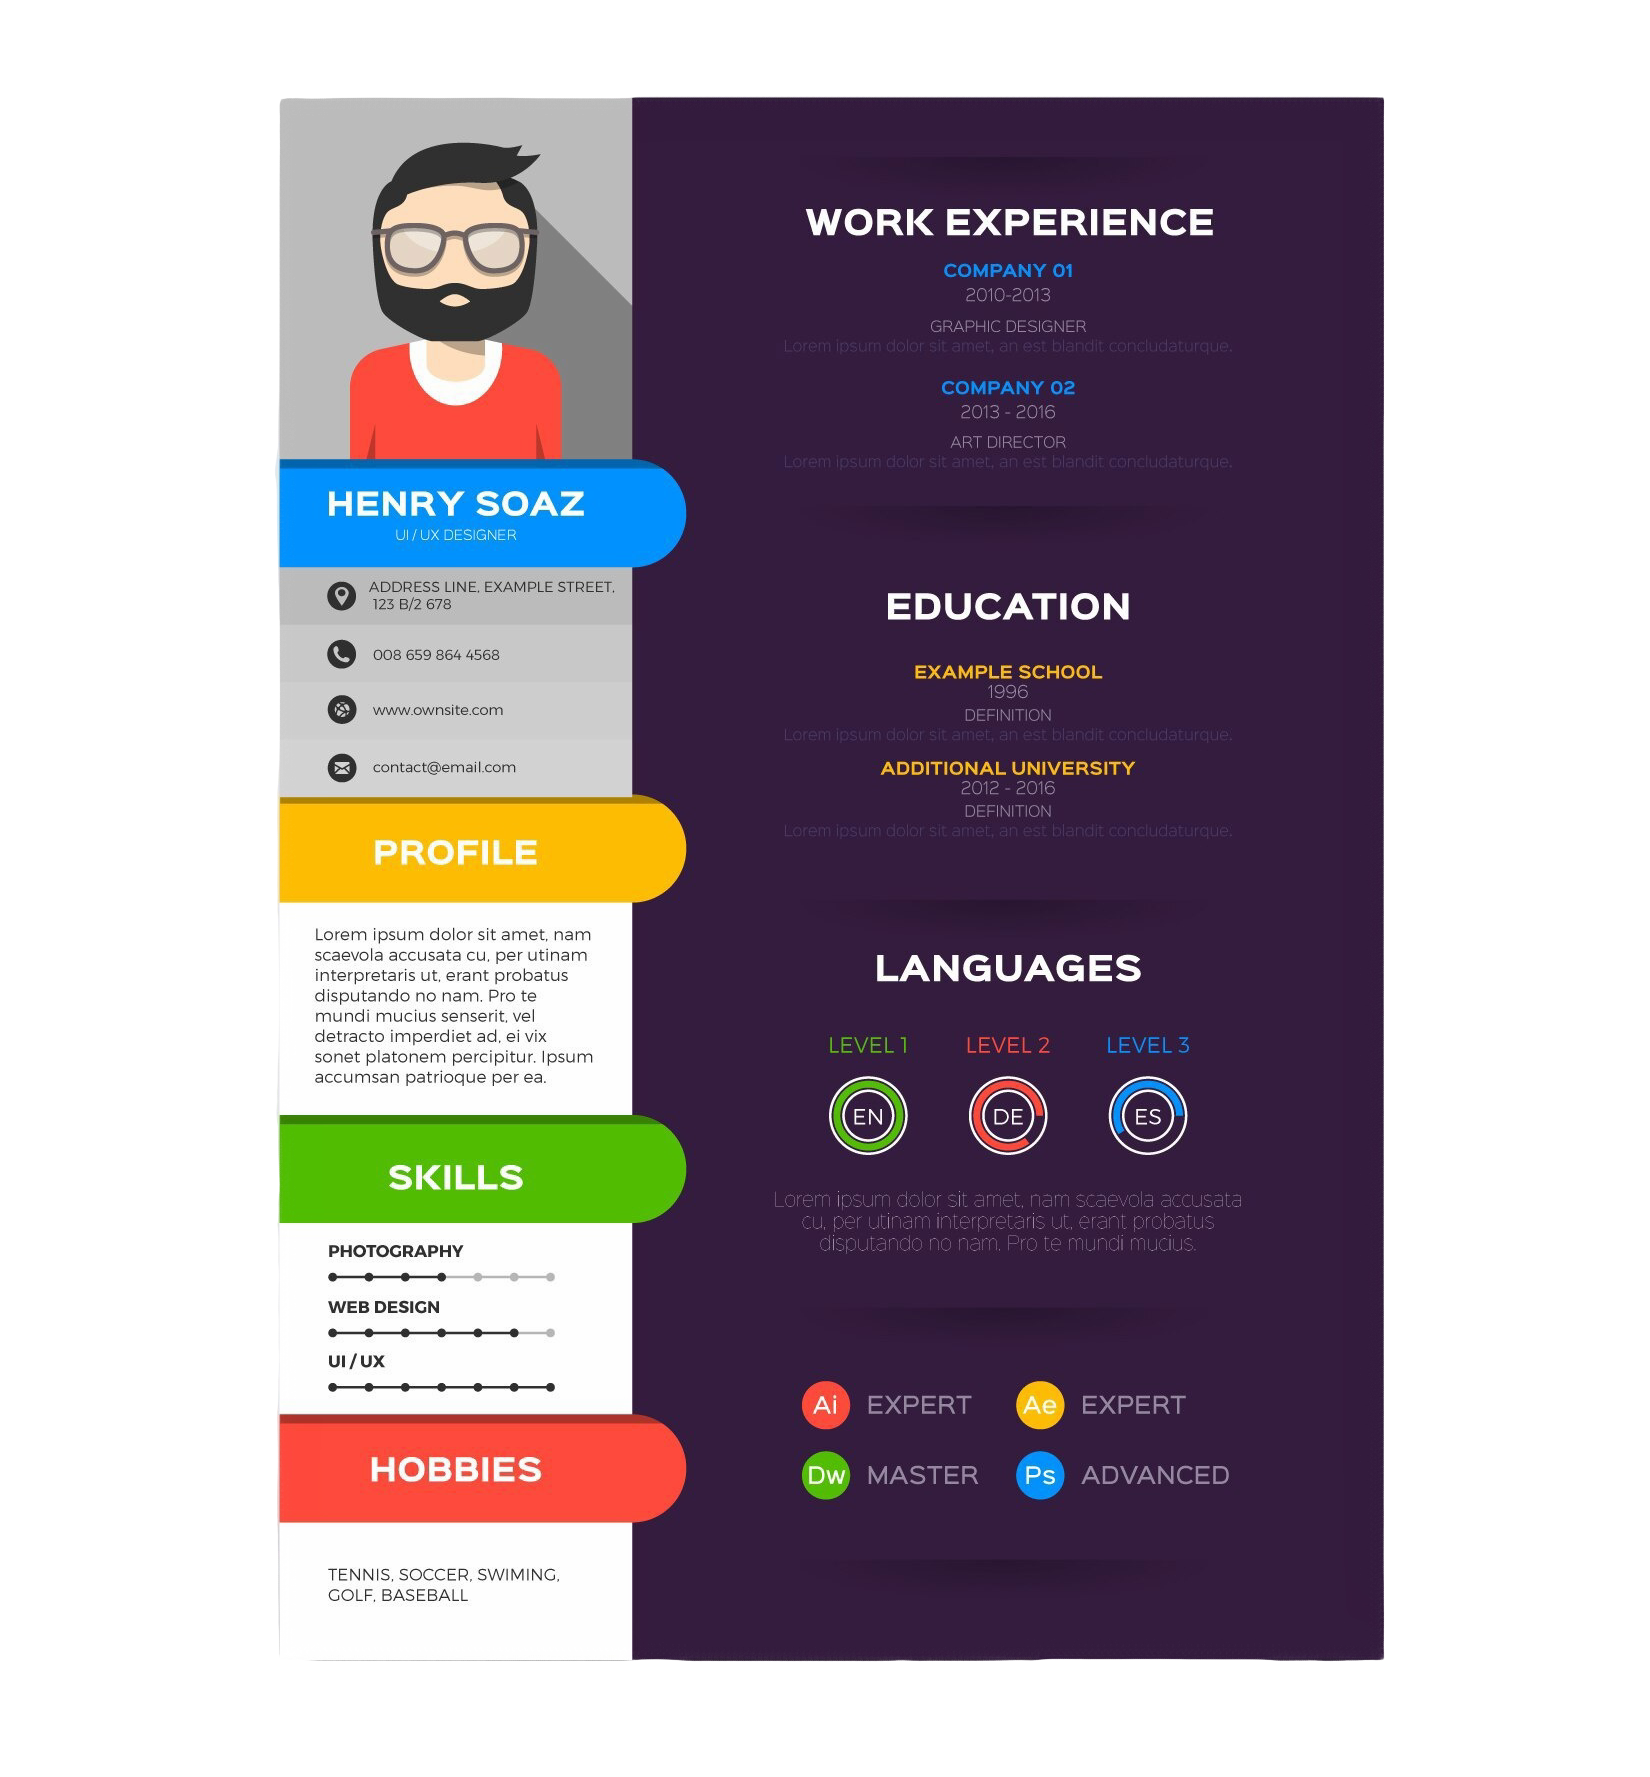 HENRY SOAZ
UI / UX DESIGNER
ADDRESS LINE, EXAMPLE STREET,
123 B/2 678
008 659 864 4568
www.ownsite.com
contact@email.com
PROFILE
Lorem ipsum dolor sit amet, nam
scaevola accusata cu, per utinam
interpretaris ut, erant probatus
disputando no nam. Pro te
mundi mucius senserit, vel
detracto imperdiet ad, ei vix
sonet platonem percipitur. Ipsum
accumsan patrioque per ea.
SKILLS
PHOTOGRAPHY
WEB DESIGN
UI / UX
HOBBIES
TENNIS, SOCCER, SWIMING,
GOLF, BASEBALL
WORK EXPERIENCE
COMPANY 01
2010-2013
GRAPHIC DESIGNER
Lorem ipsum dolor sit amet, an est blandit concludaturque.
COMPANY 02
2013 - 2016
ART DIRECTOR
Lorem ipsum dolor sit amet, an est blandit concludaturque.
EDUCATION
EXAMPLE SCHOOL
1996
DEFINITION
Lorem ipsum dolor sit amet, an est blandit concludaturque.
ADDITIONAL UNIVERSITY
2012 - 2016
DEFINITION
Lorem ipsum dolor sit amet, an est blandit concludaturque.
LANGUAGES
LEVEL 1 LEVEL 2 LEVEL 3
EN DE ES
Lorem ipsum dolor sit amet, nam scaevola accusata
cu, per utinam interpretaris ut, erant probatus
disputando no nam. Pro te mundi mucius.
Ai EXPERT Ae EXPERT
Dw MASTER Ps ADVANCED